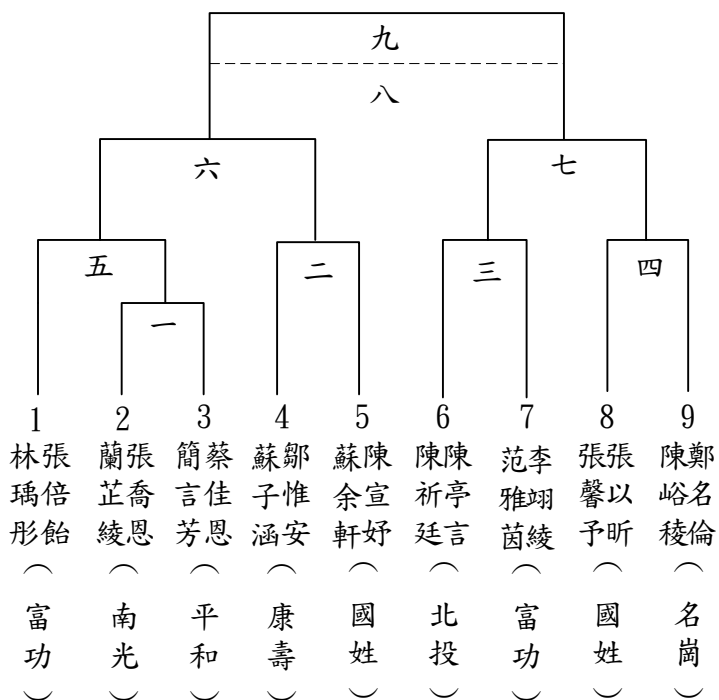 九
八
六
七
五
二
三
四
一
1
林瑀彤
張倍飴
(富功)
2
蘭芷綾
張喬恩
(南光)
3
簡言芳
蔡佳恩
(平和)
4
蘇子涵
鄒惟安
(康壽)
5
蘇余軒
陳宣妤
(國姓)
6
陳祈廷
陳亭言
(北投)
7
范雅茵
李翊綾
(富功)
8
張馨予
張以昕
(國姓)
9
陳峪稜
鄭名倫
(名崗)